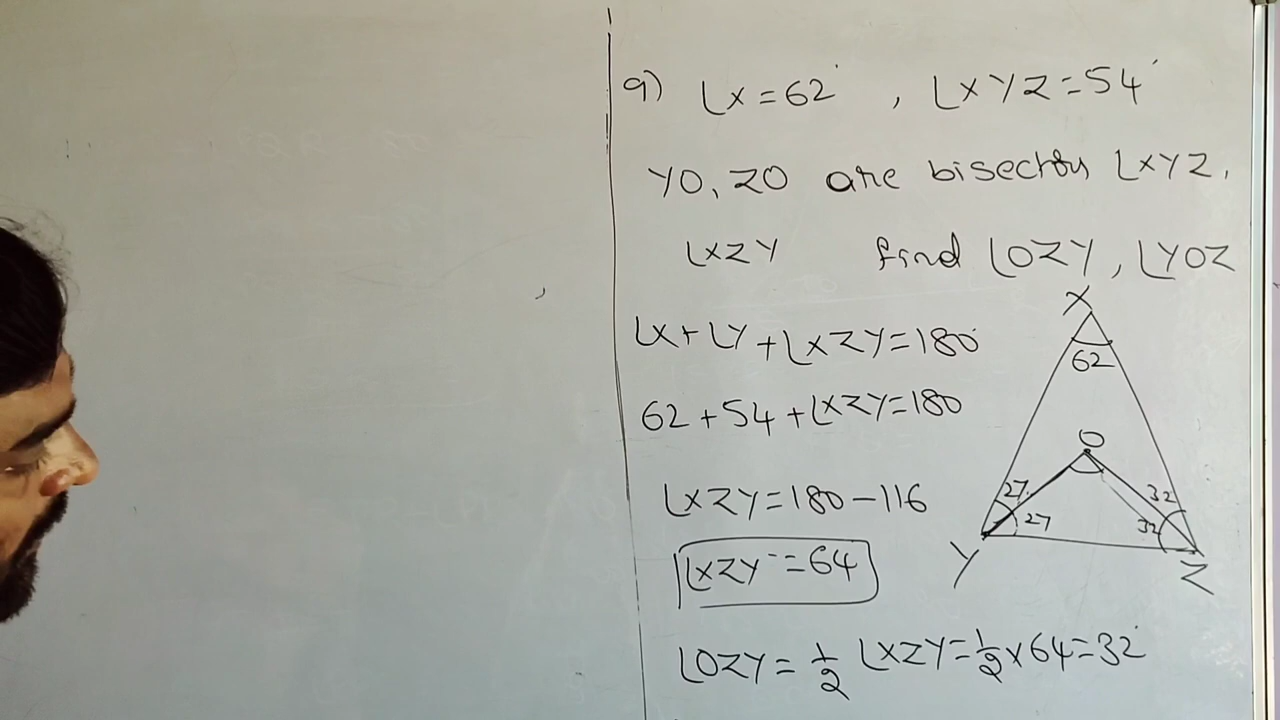 9) ∠X = 62°, ∠XYZ = 54°
YO, ZO are bisectors ∠XYZ,
∠XZY find ∠OZY, ∠YOZ
∠X + ∠Y + ∠XZY = 180°
62 + 54 + ∠XZY = 180
∠XZY = 180 - 116
∠XZY = 64
∠OZY = 1/2 ∠XZY = 1/2 × 64 = 32°
X
62
O
27
27
32
32
Y
Z